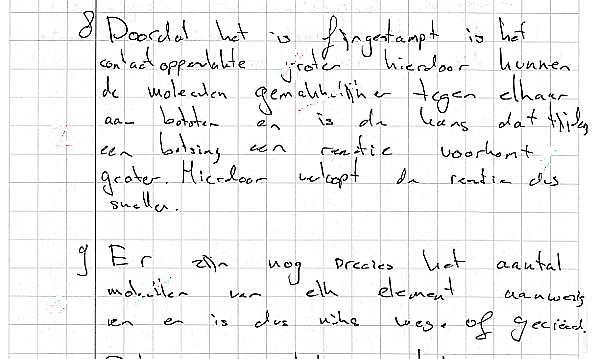 8 Doordat het is fijngestampt is het
contactoppervlakte groter hierdoor kunnen
de moleculen gemakkelijker tegen elkaar
aan botsten en is de kans dat tijdens
een botsing een reactie voorkomt
groter. Hierdoor verloopt de reactie dus
sneller.
9 Er zijn nog precies het aantal
moleculen van elk element aanwezig
en er is dus niks weg of gecreëerd.